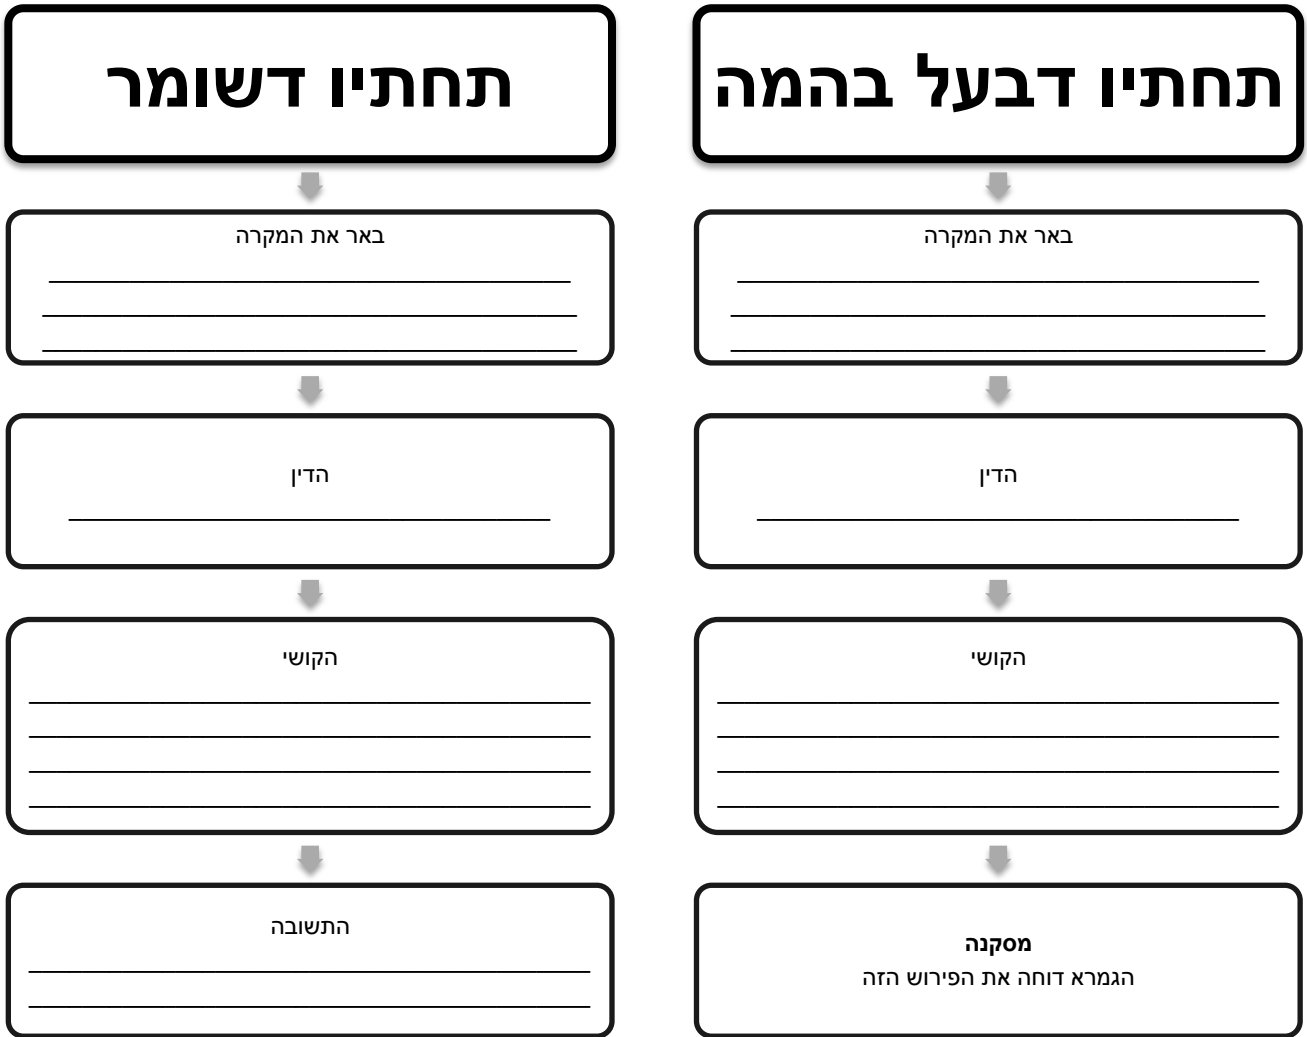 תחתיו דבעל בהמה
באר את המקרה
הדין
הקושי
מסקנה
הגמרא דוחה את הפירוש הזה
תחתיו דשומר
באר את המקרה
הדין
הקושי
התשובה